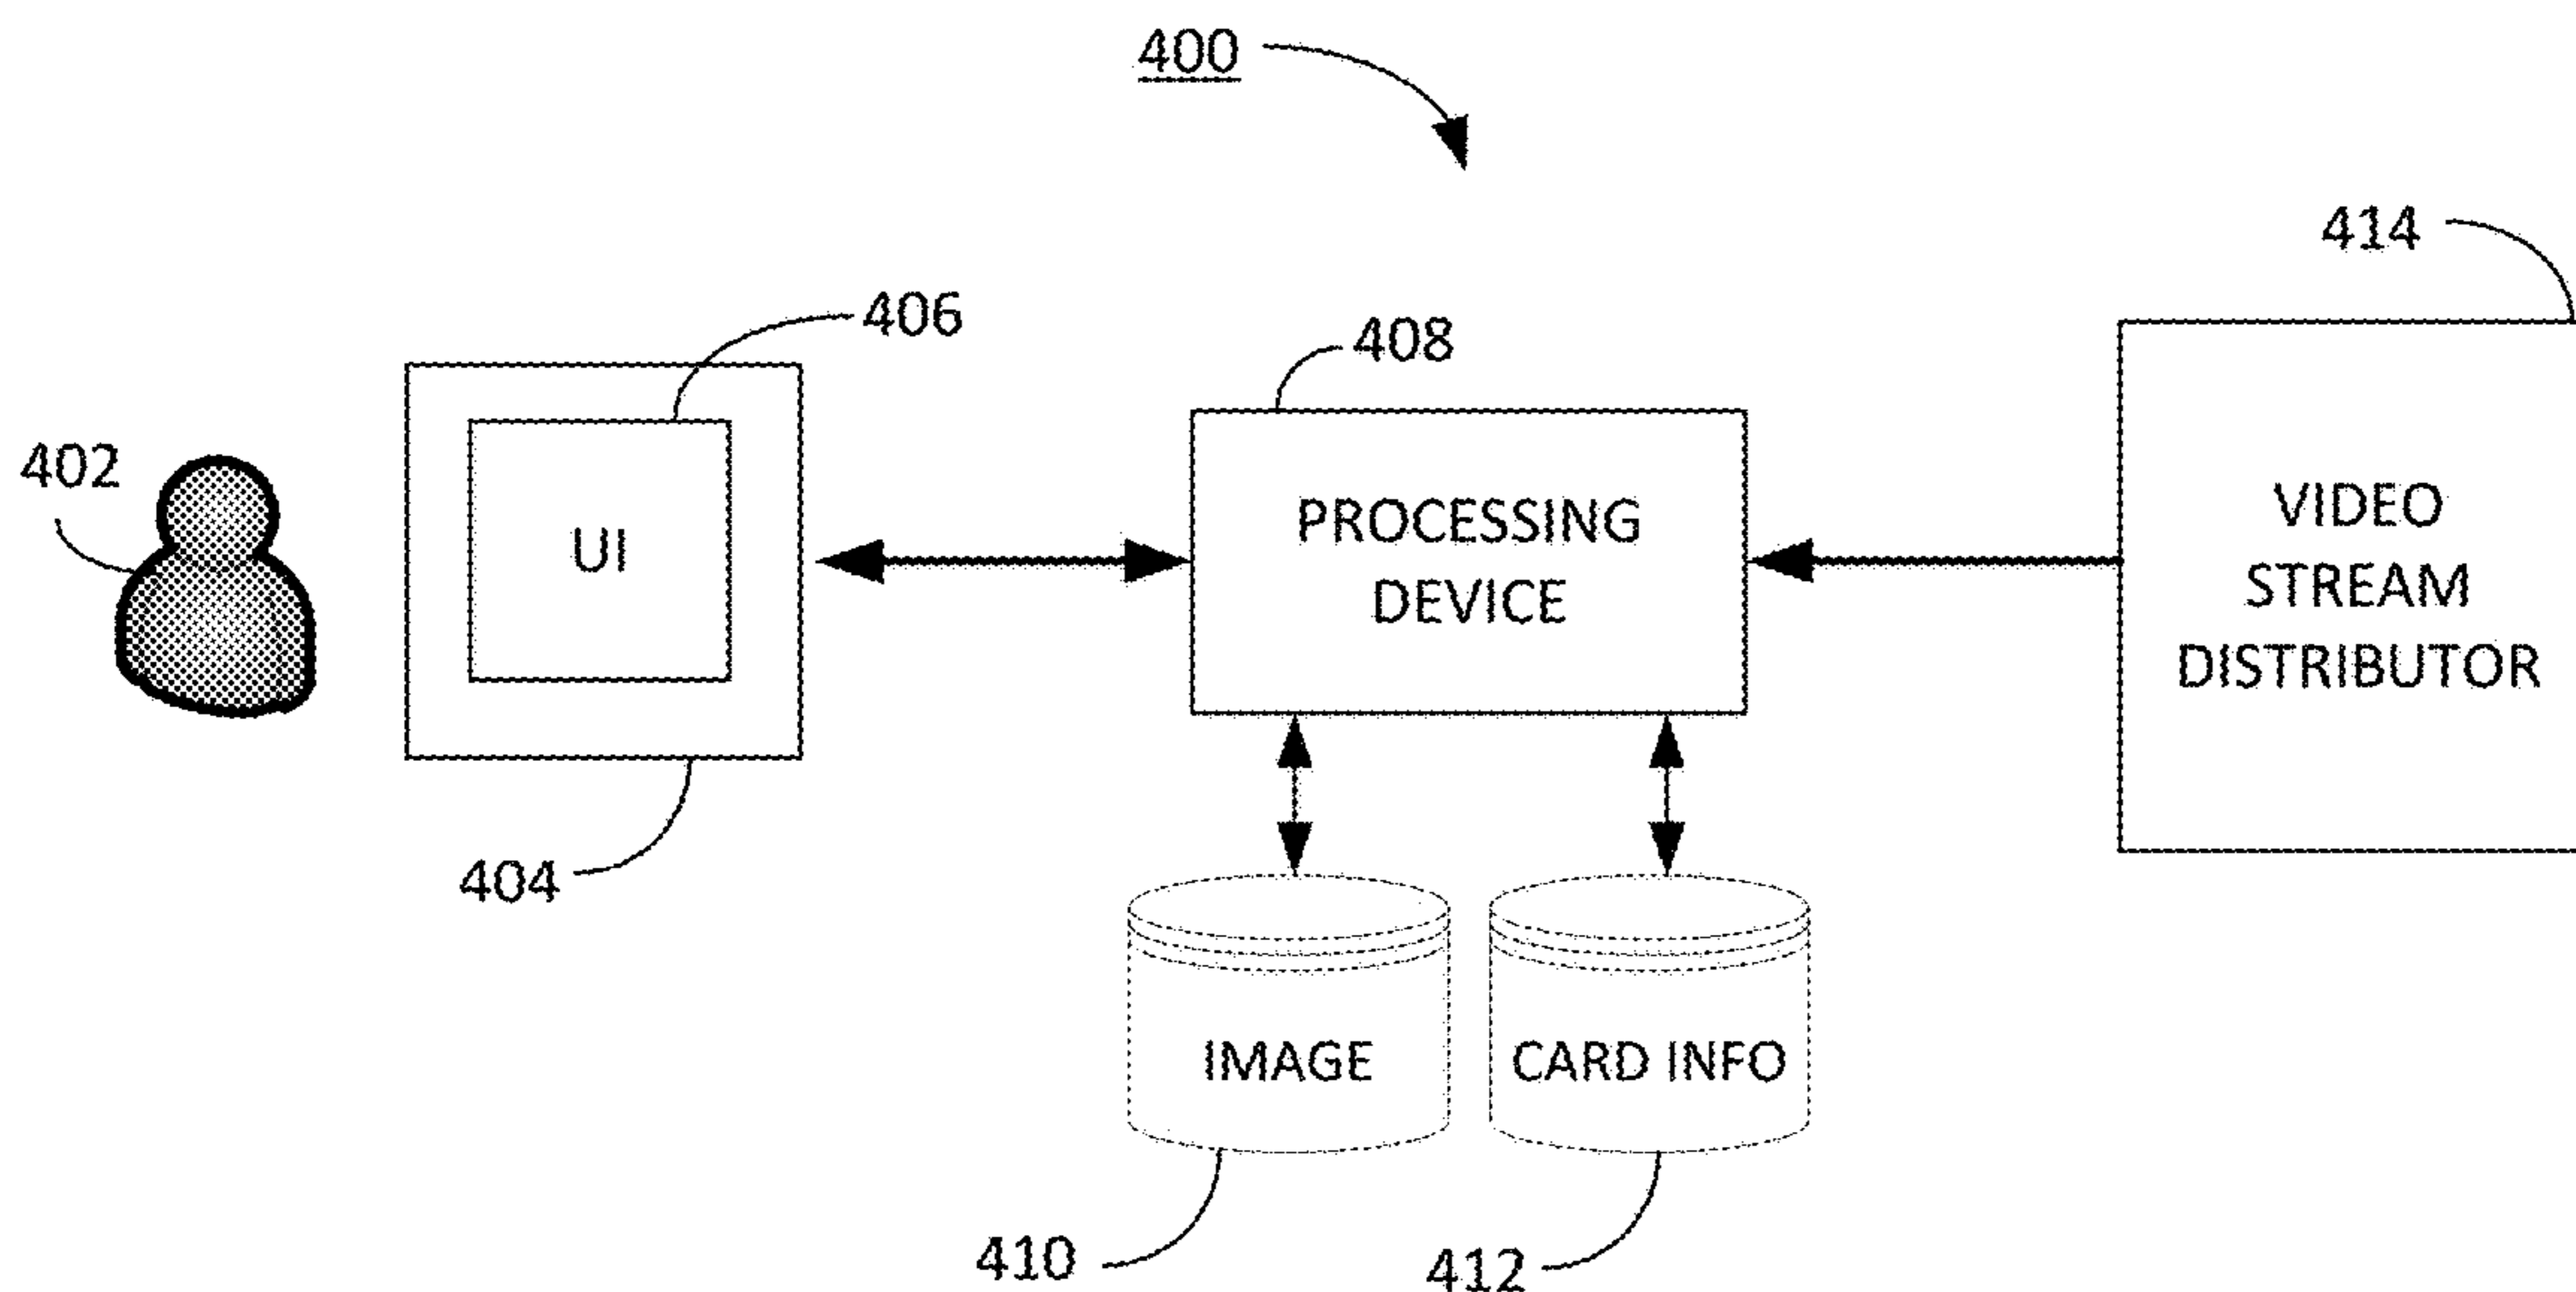 400
414
406
408
402
UI
PROCESSING
DEVICE
VIDEO
STREAM
DISTRIBUTOR
404
IMAGE
CARD INFO
410
412